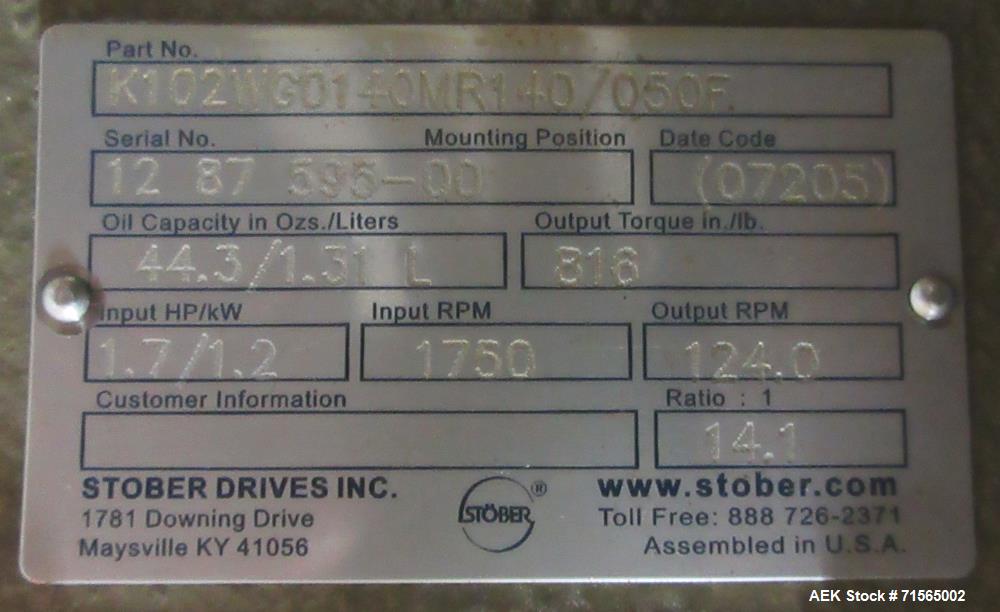 Part No.
K102WG0140MR140/050F
Serial No. Mounting Position Date Code
12 87 595-00 (07205)
Oil Capacity in Ozs./Liters Output Torque in./lb.
44.3/1.31 L 816
Input HP/kW Input RPM Output RPM
1.7/1.2 1750 124.0
Customer Information Ratio : 1
14.1
STOBER DRIVES INC.
1781 Downing Drive
Maysville KY 41056
STÖBER ®
www.stober.com
Toll Free: 888 726-2371
Assembled in U.S.A.
AEK Stock # 71565002